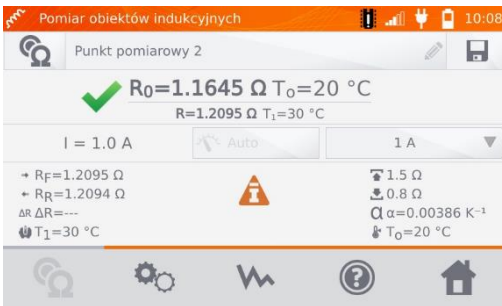 Pomiar obiektów indukcyjnych 10:08
Punkt pomiarowy 2
R0=1.1645 Ω To=20 °C
R=1.2095 Ω T1=30 °C
I = 1.0 A Auto 1 A
RF=1.2095 Ω 1.5 Ω
RR=1.2094 Ω 0.8 Ω
ΔR ΔR=--- α α=0.00386 K⁻¹
T1=30 °C To=20 °C